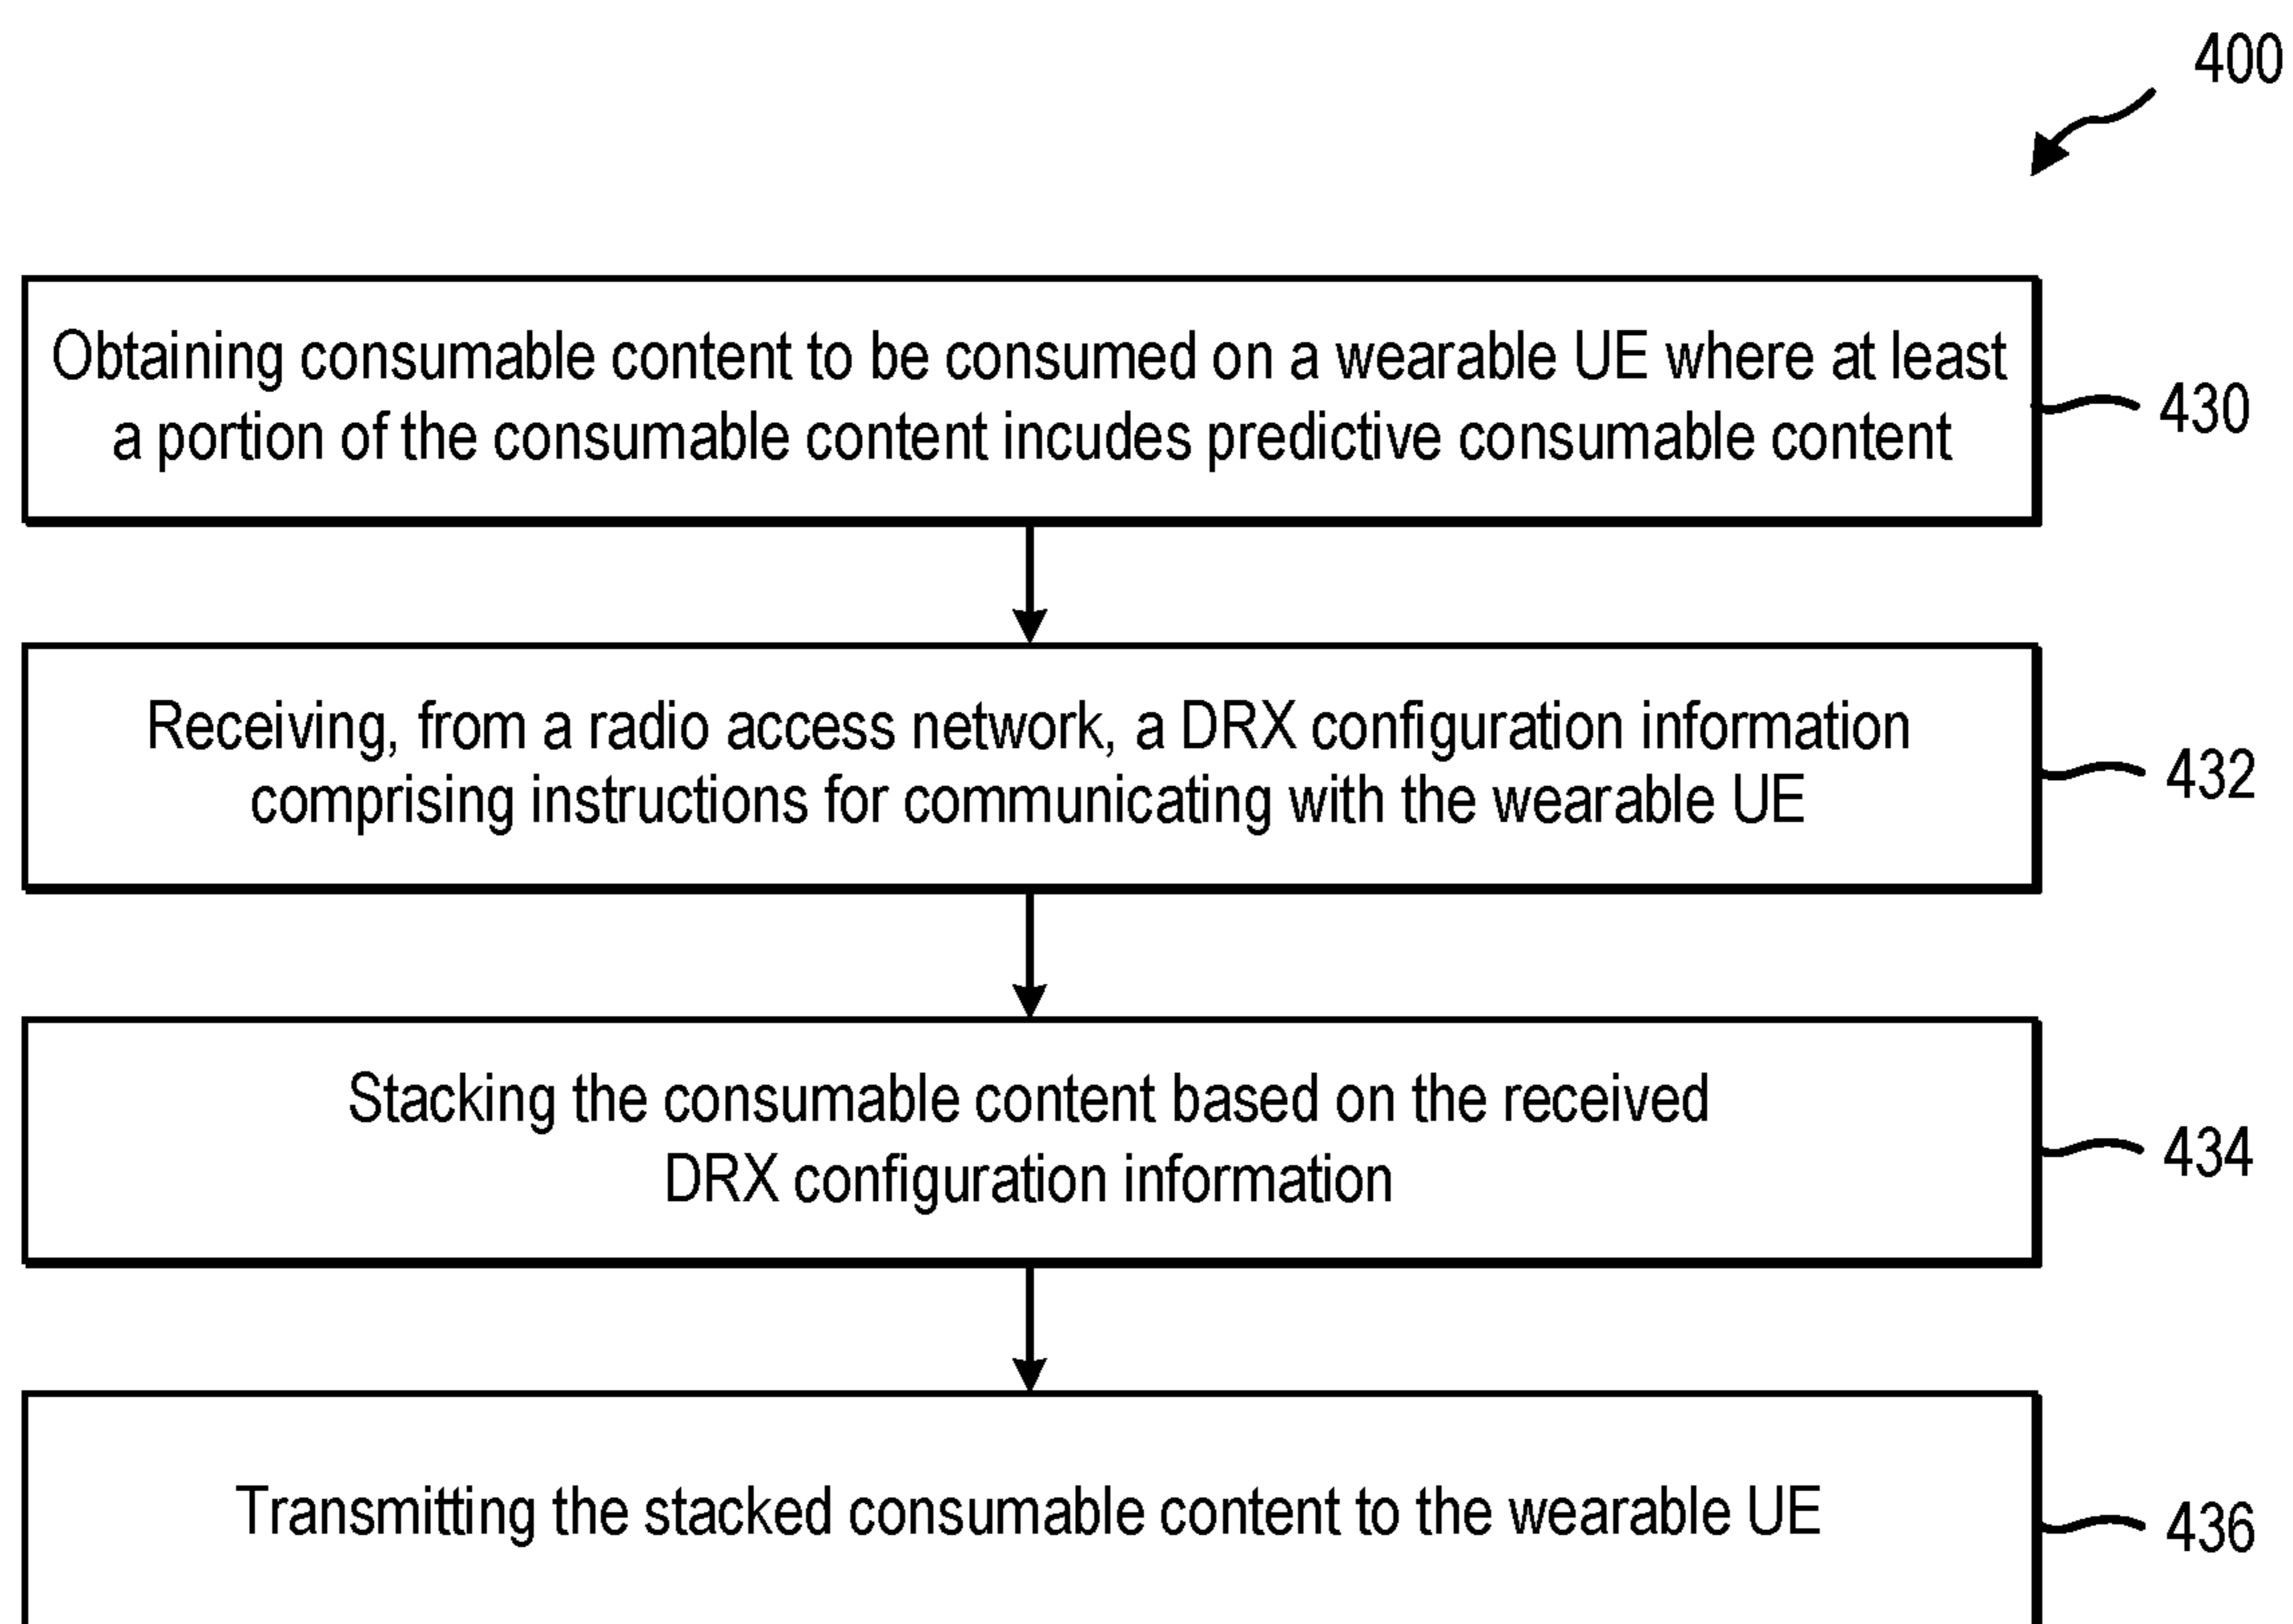 400
Obtaining consumable content to be consumed on a wearable UE where at least
a portion of the consumable content incudes predictive consumable content
430
Receiving, from a radio access network, a DRX configuration information
comprising instructions for communicating with the wearable UE
432
Stacking the consumable content based on the received
DRX configuration information
434
Transmitting the stacked consumable content to the wearable UE
436